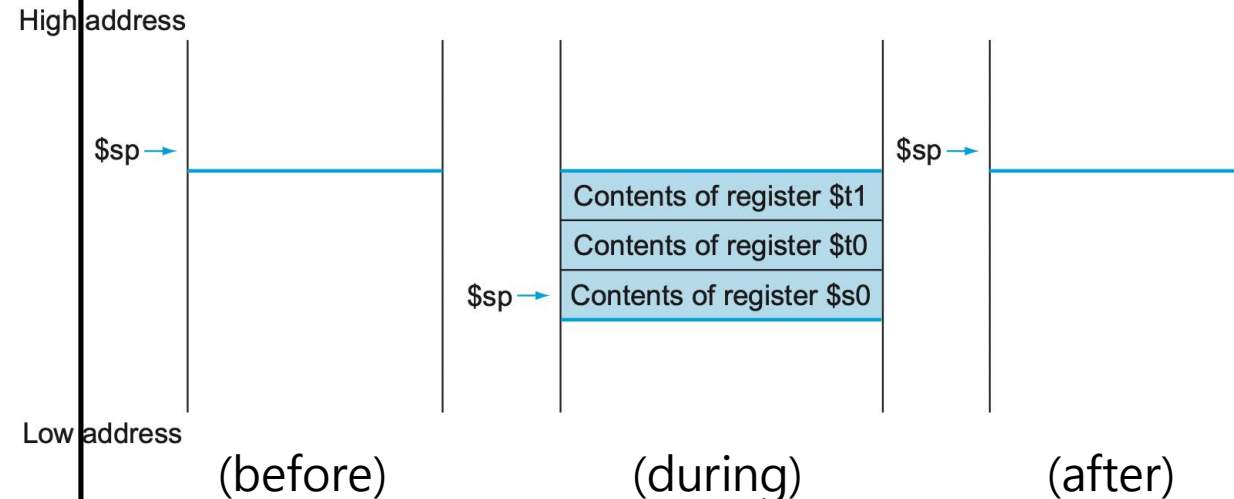 High address
$sp
$sp
Contents of register $t1
Contents of register $t0
$sp
Contents of register $s0
Low address
(before)
(during)
(after)